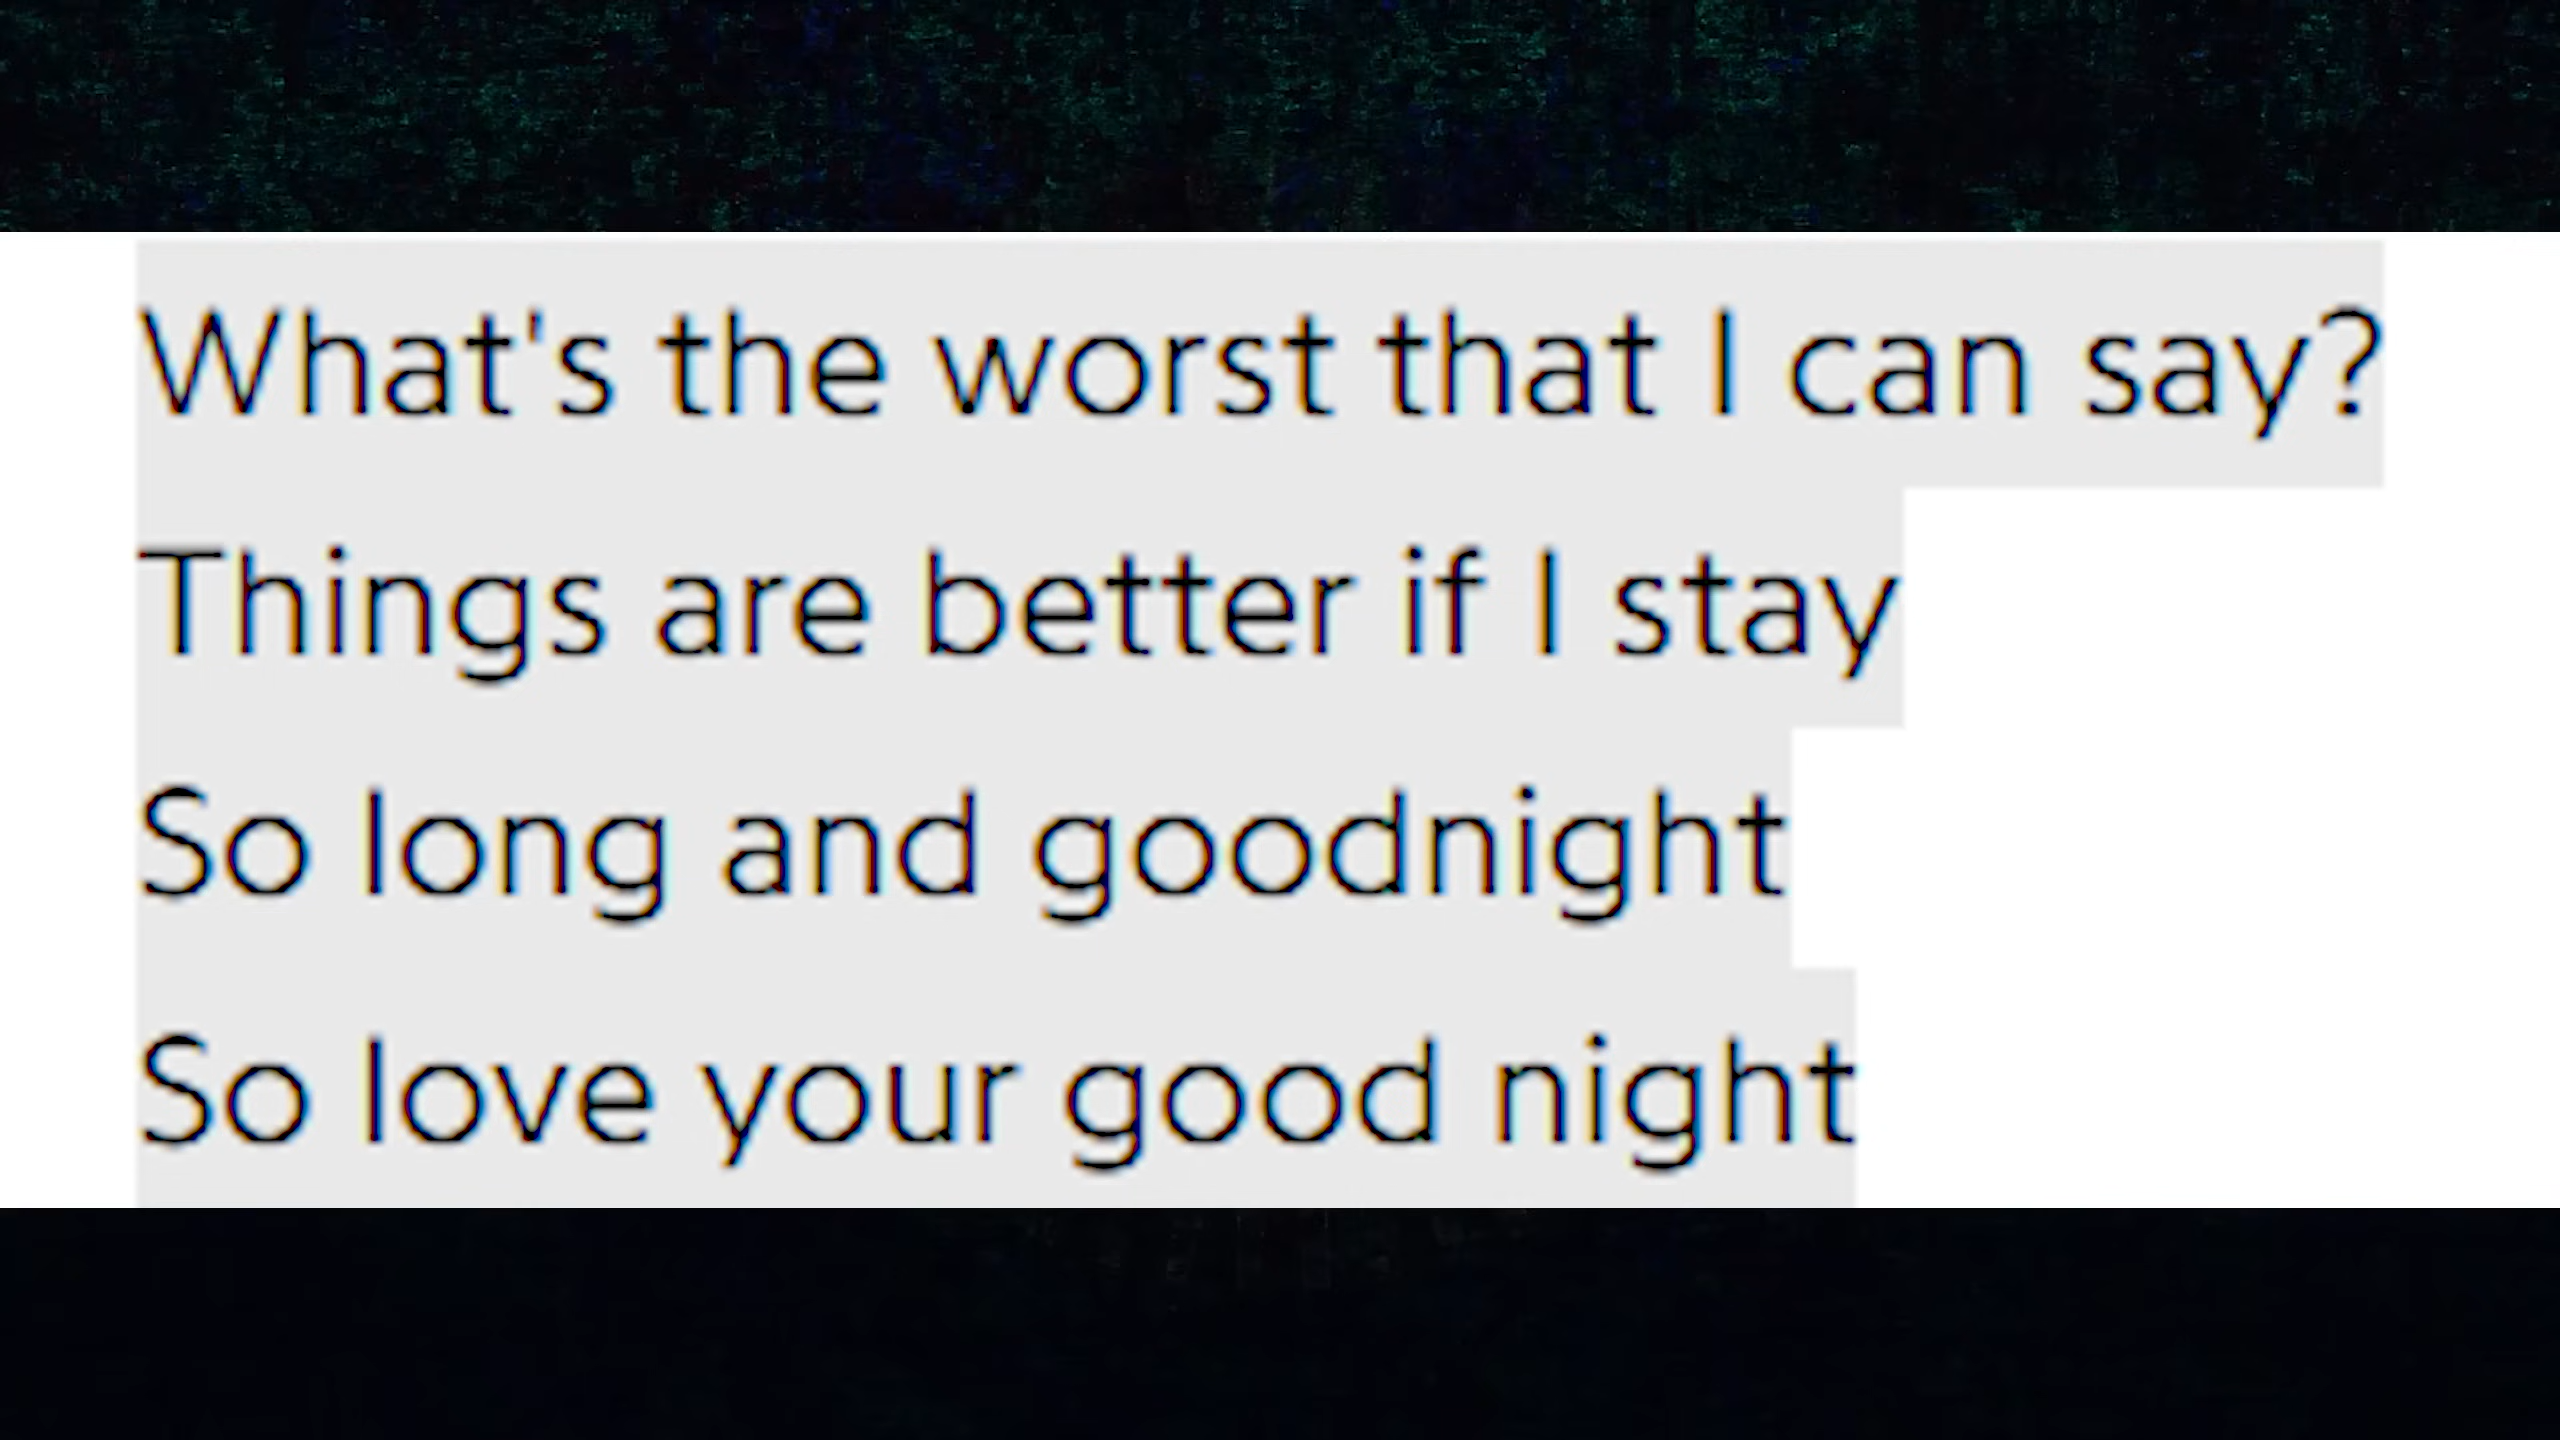 What's the worst that I can say?
Things are better if I stay
So long and goodnight
So love your good night